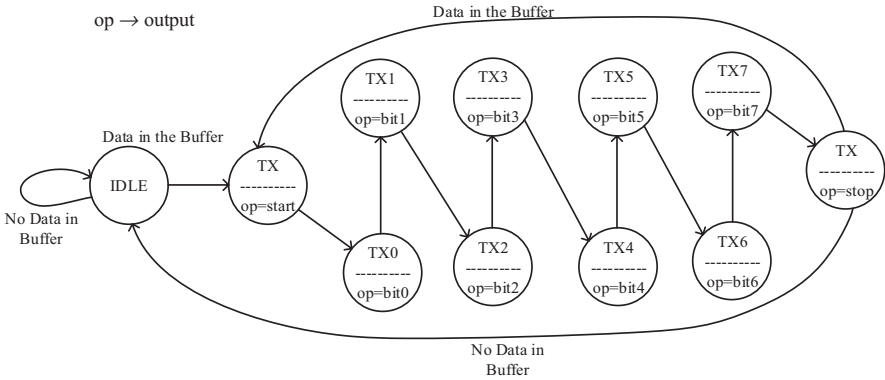 Data in the Buffer
op → output
TX1
----------
op=bit1
TX3
----------
op=bit3
TX5
----------
op=bit5
TX7
----------
op=bit7
Data in the Buffer
IDLE
TX
----------
op=start
TX
----------
op=stop
No Data in
Buffer
TX0
----------
op=bit0
TX2
----------
op=bit2
TX4
----------
op=bit4
TX6
----------
op=bit6
No Data in
Buffer